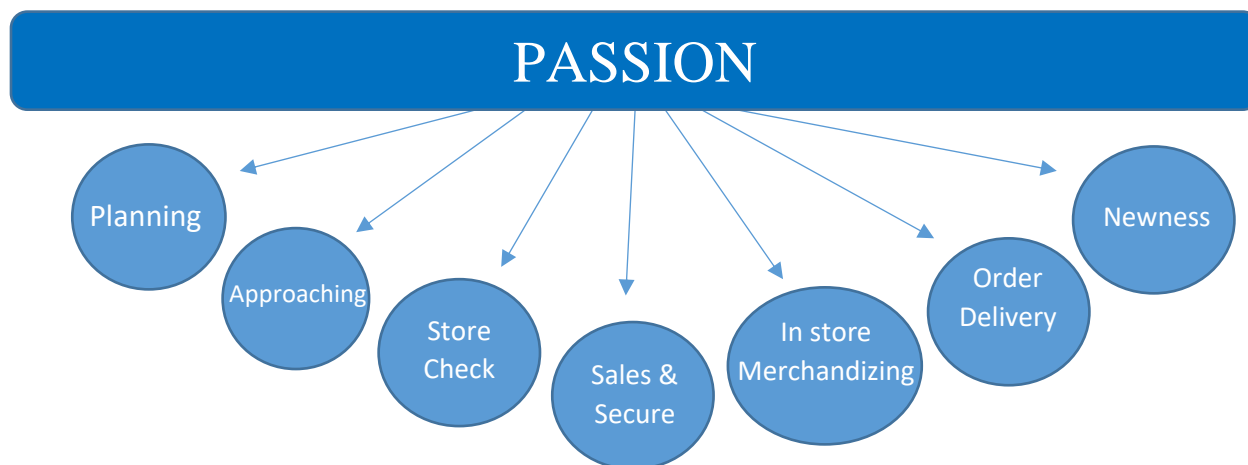 PASSION
Planning
Approaching
Store
Check
Sales &
Secure
In store
Merchandizing
Order
Delivery
Newness